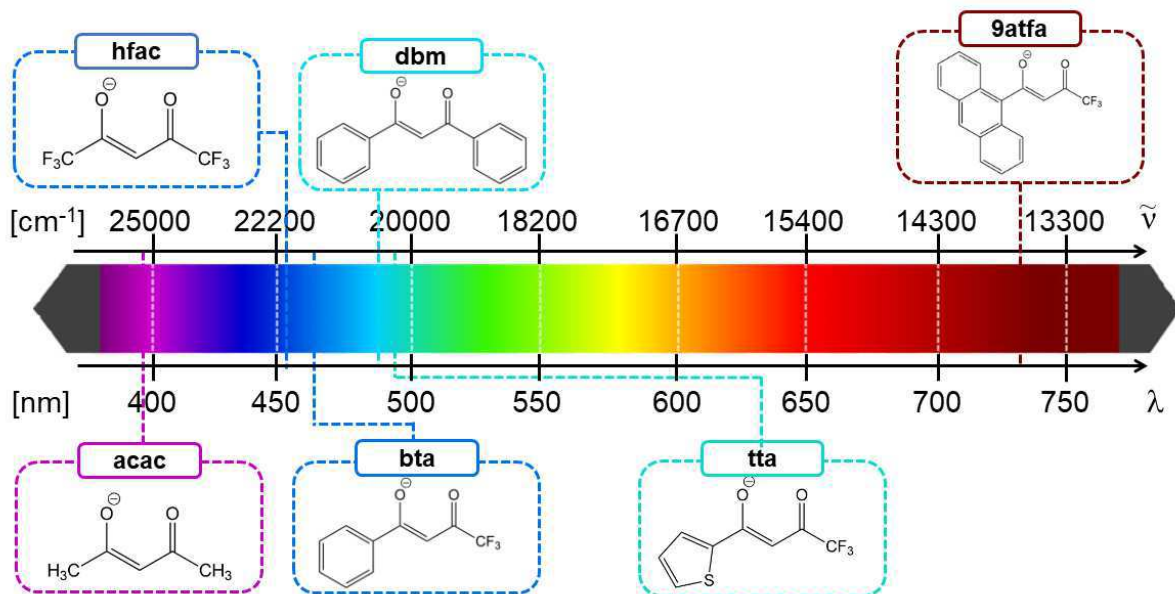 hfac
dbm
9atfa
O⊖ O
F3C CF3
O⊖ O
O⊖ O
CF3
[cm-1] 25000 22200 20000 18200 16700 15400 14300 13300 ṽ
[nm] 400 450 500 550 600 650 700 750 λ
acac
bta
tta
O⊖ O
H3C CH3
O⊖ O
CF3
O⊖ O
CF3
S